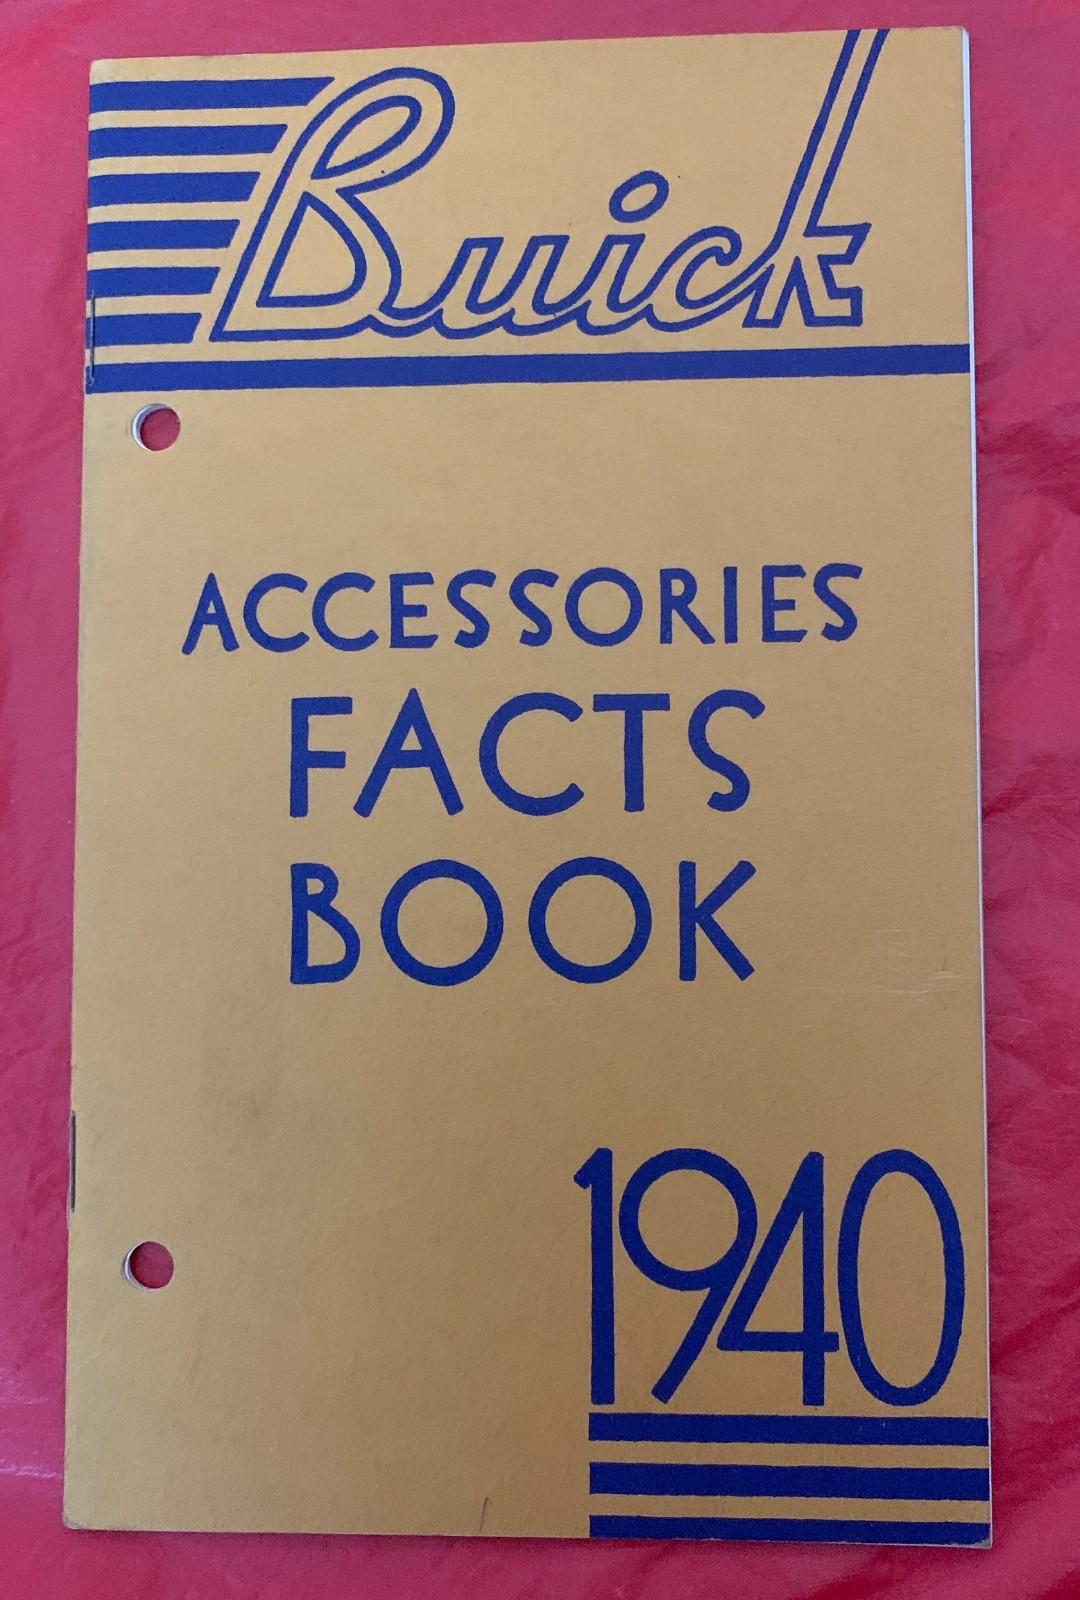 Buick
ACCESSORIES
FACTS
BOOK
1940